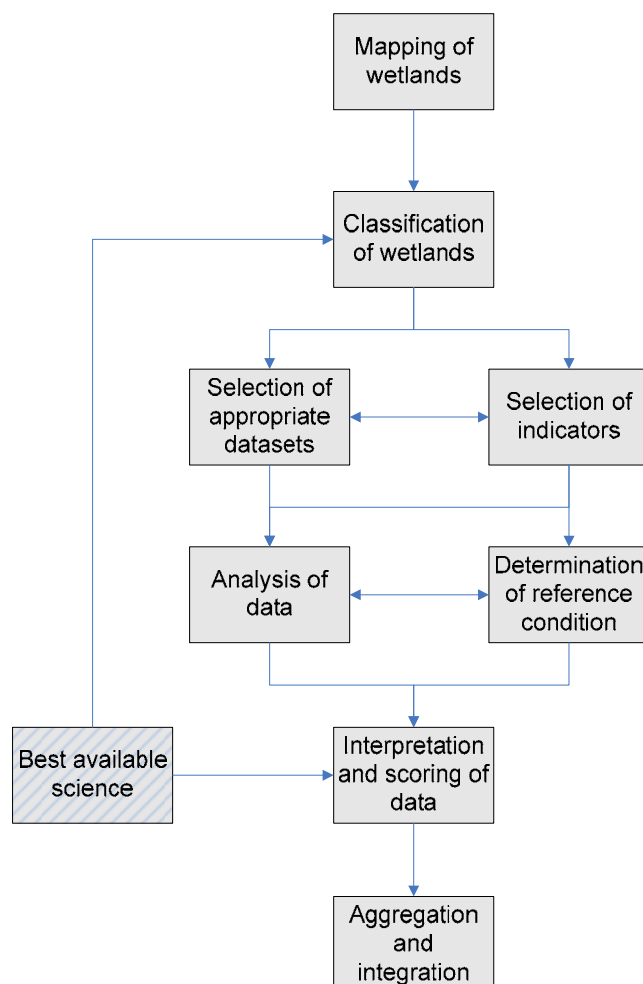 Mapping of
wetlands
Classification
of wetlands
Selection of
appropriate
datasets
Selection of
indicators
Analysis of
data
Determination
of reference
condition
Best available
science
Interpretation
and scoring of
data
Aggregation
and
integration